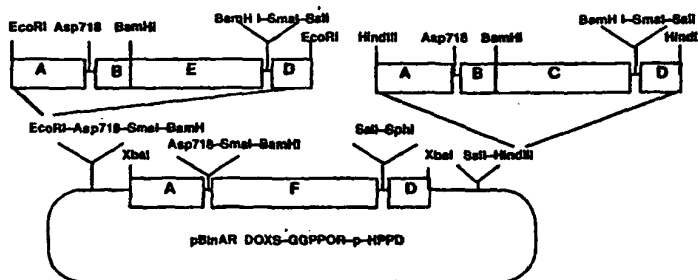 BamH I–SmaI–SalI
EcoRI Asp718 BamHI EcoRI
A B E D
BamH I–SmaI–SalI
HindIII Asp718 BamHI
A B C D
EcoRI–Asp718–SmaI–BamH
Asp718–SmaI–BamHI
SalI–SphI
XbaI XbaI SalI–HindIII
A F D
pBinAR DOXS-GGPPOR-p-HPPD